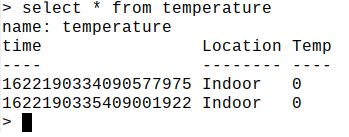 > select * from temperature
name: temperature
time                Location Temp
----                -------- ----
1622190334090577975 Indoor   0
1622190335409001922 Indoor   0
>